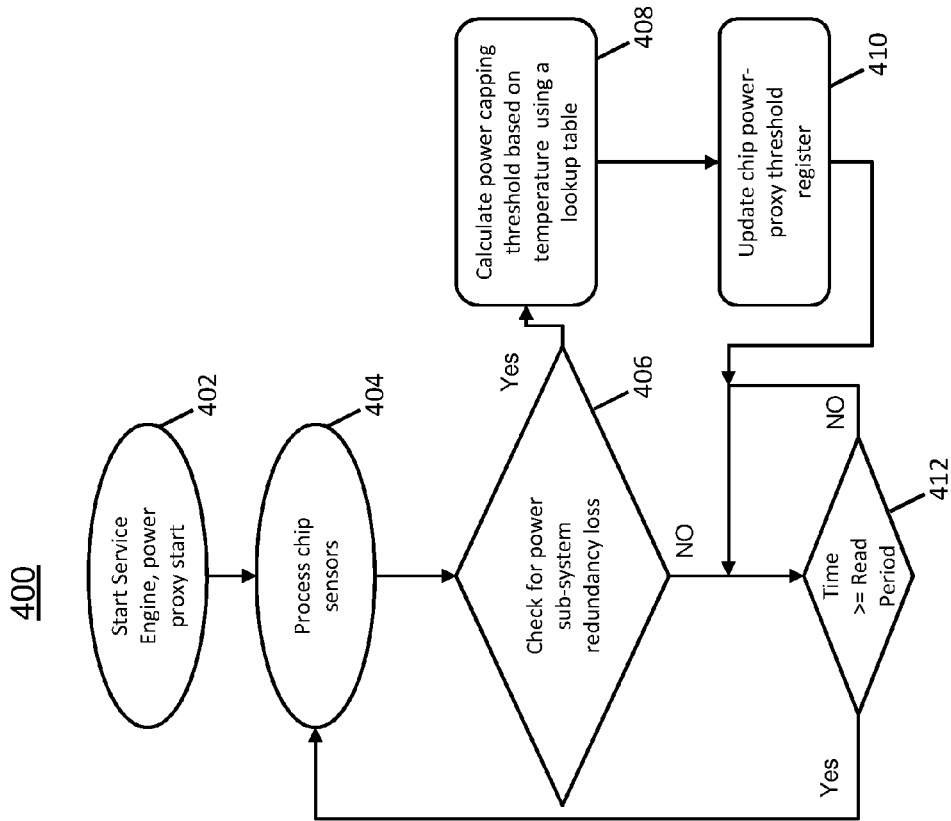 400
Start Service
Engine, power
proxy start
402
Process chip
sensors
404
Check for power
sub-system
redundancy loss
406
Yes
NO
Calculate power capping
threshold based on
temperature using a
lookup table
408
Update chip power-
proxy threshold
register
410
Time
>= Read
Period
412
NO
Yes